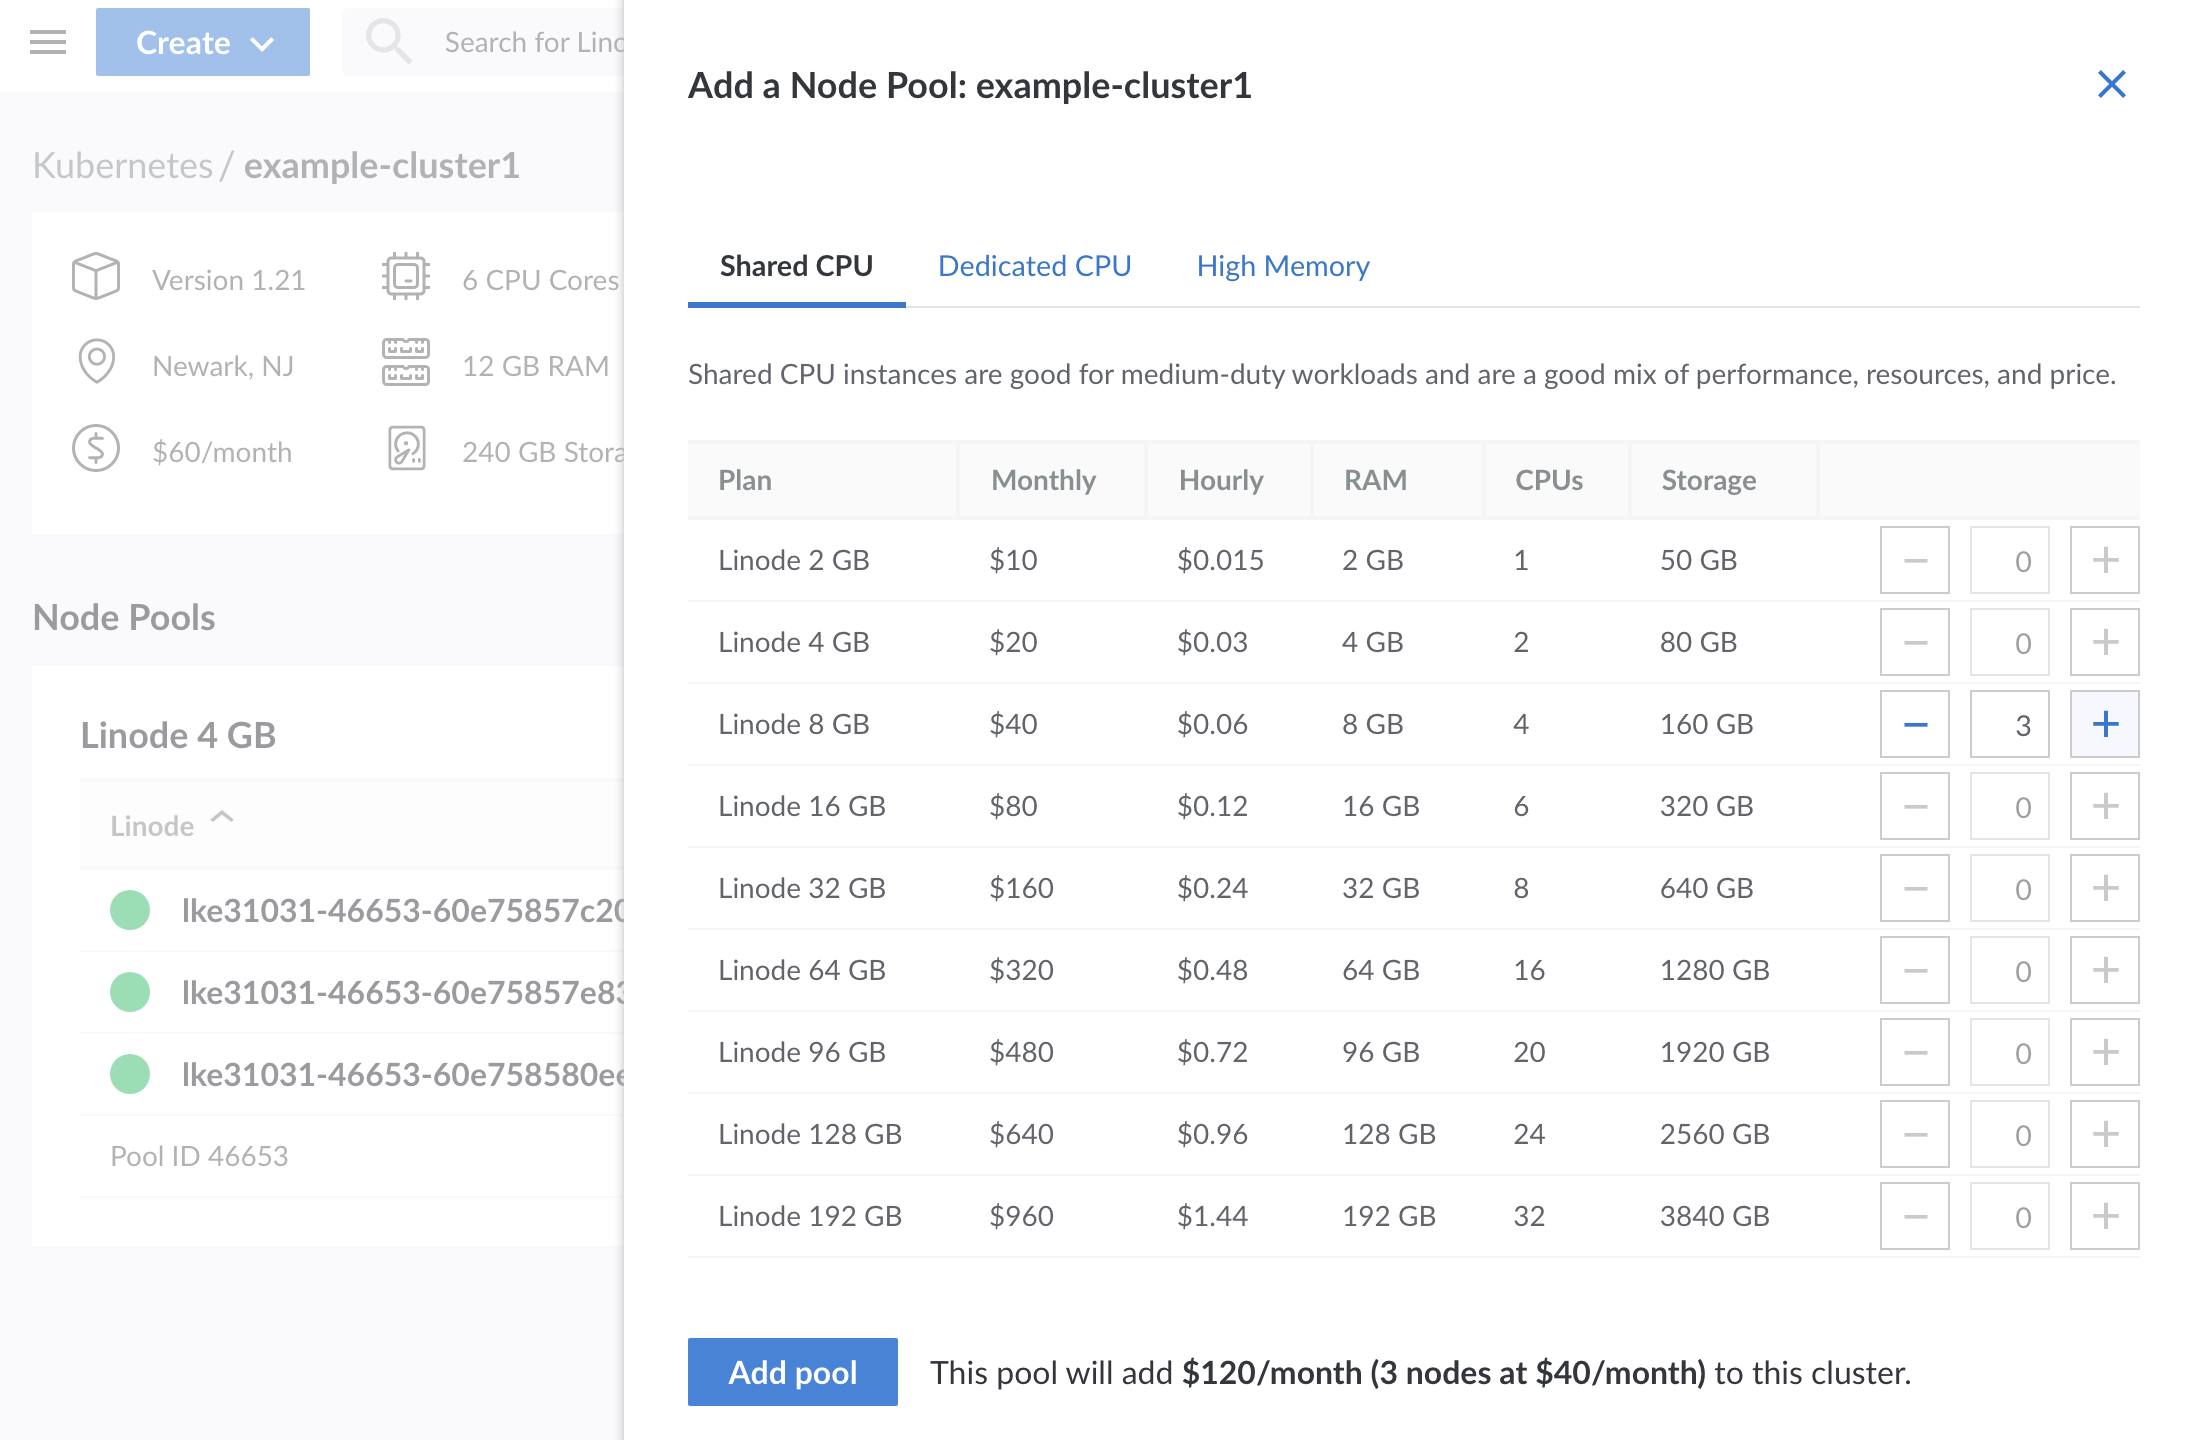 Create
Search for Linc
Kubernetes / example-cluster1
Version 1.21
6 CPU Cores
Newark, NJ
12 GB RAM
$60/month
240 GB Stora
Node Pools
Linode 4 GB
Linode
lke31031-46653-60e75857c20
lke31031-46653-60e75857e83
lke31031-46653-60e758580ee
Pool ID 46653
Add a Node Pool: example-cluster1
Shared CPU Dedicated CPU High Memory
Shared CPU instances are good for medium-duty workloads and are a good mix of performance, resources, and price.
Plan Monthly Hourly RAM CPUs Storage
Linode 2 GB $10 $0.015 2 GB 1 50 GB 0
Linode 4 GB $20 $0.03 4 GB 2 80 GB 0
Linode 8 GB $40 $0.06 8 GB 4 160 GB 3
Linode 16 GB $80 $0.12 16 GB 6 320 GB 0
Linode 32 GB $160 $0.24 32 GB 8 640 GB 0
Linode 64 GB $320 $0.48 64 GB 16 1280 GB 0
Linode 96 GB $480 $0.72 96 GB 20 1920 GB 0
Linode 128 GB $640 $0.96 128 GB 24 2560 GB 0
Linode 192 GB $960 $1.44 192 GB 32 3840 GB 0
Add pool This pool will add $120/month (3 nodes at $40/month) to this cluster.